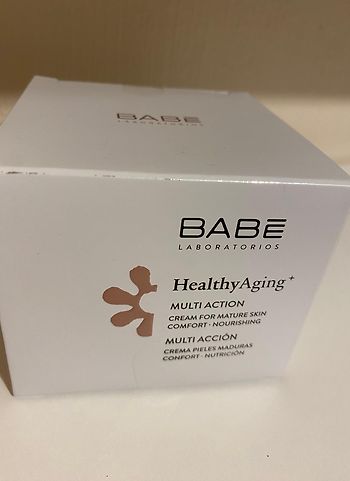 BABĒ
LABORATORIOS
BABĒ
LABORATORIOS
HealthyAging+
MULTI ACTION
CREAM FOR MATURE SKIN
COMFORT · NOURISHING
MULTI ACCIÓN
CREMA PIELES MADURAS
CONFORT · NUTRICIÓN